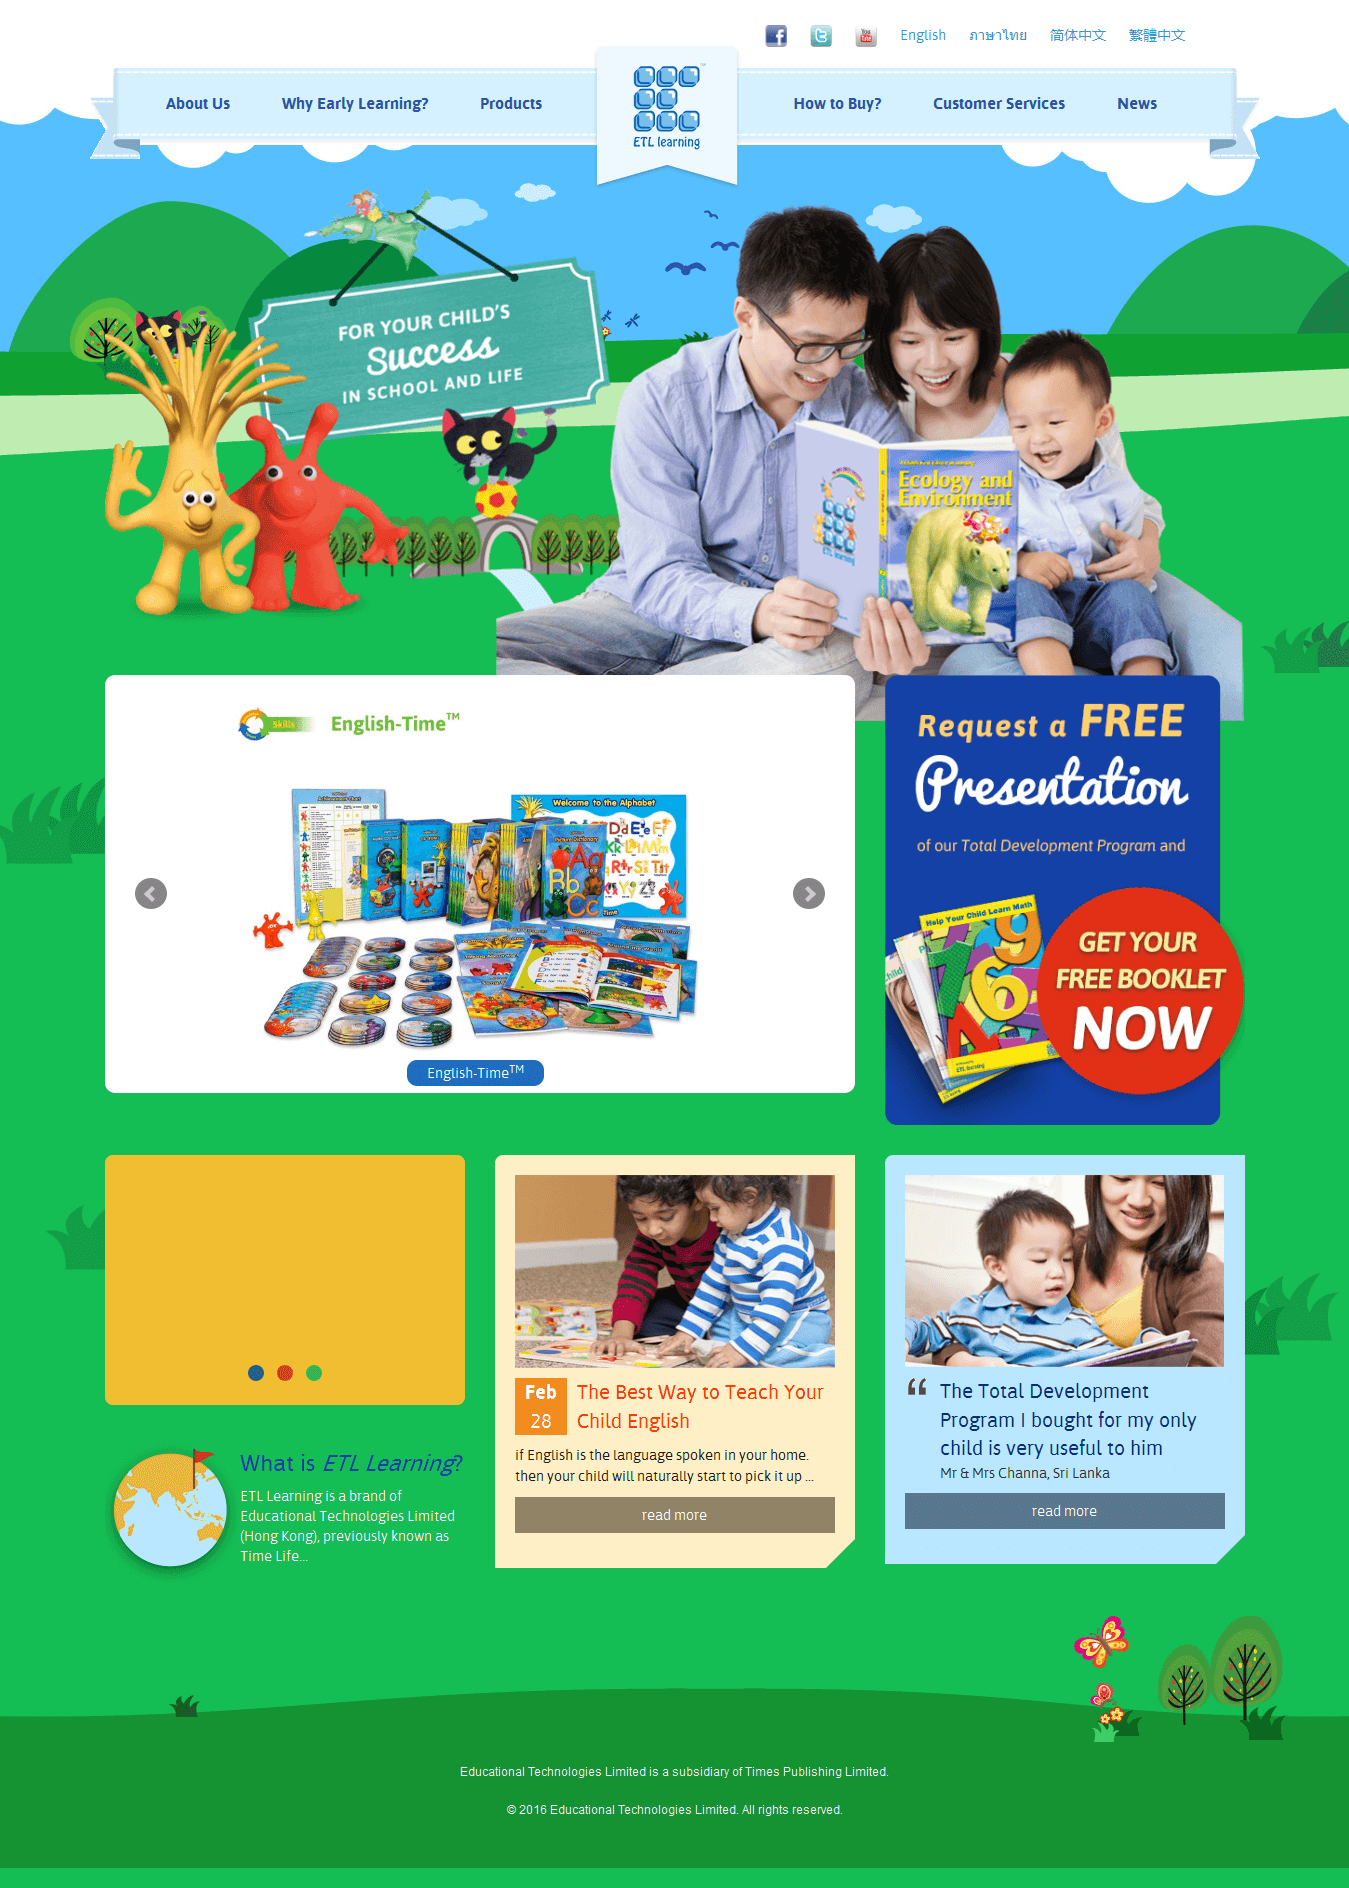 English ภาษาไทย 简体中文 繁體中文
About Us Why Early Learning? Products How to Buy? Customer Services News
ETL learning
FOR YOUR CHILD'S
Success
IN SCHOOL AND LIFE
Ecology and
Environment
ETL learning
Skills English-Time™
Request a FREE
Presentation
of our Total Development Program and
Achievement Chart
Welcome to the Alphabet
Help Your Child Learn Math
GET YOUR
FREE BOOKLET
NOW
ETL learning
English-Time™
Feb
28
The Best Way to Teach Your
Child English
if English is the language spoken in your home.
then your child will naturally start to pick it up ...
read more
“ The Total Development
Program I bought for my only
child is very useful to him
Mr & Mrs Channa, Sri Lanka
read more
What is ETL Learning?
ETL Learning is a brand of
Educational Technologies Limited
(Hong Kong), previously known as
Time Life...
Educational Technologies Limited is a subsidiary of Times Publishing Limited.
© 2016 Educational Technologies Limited. All rights reserved.